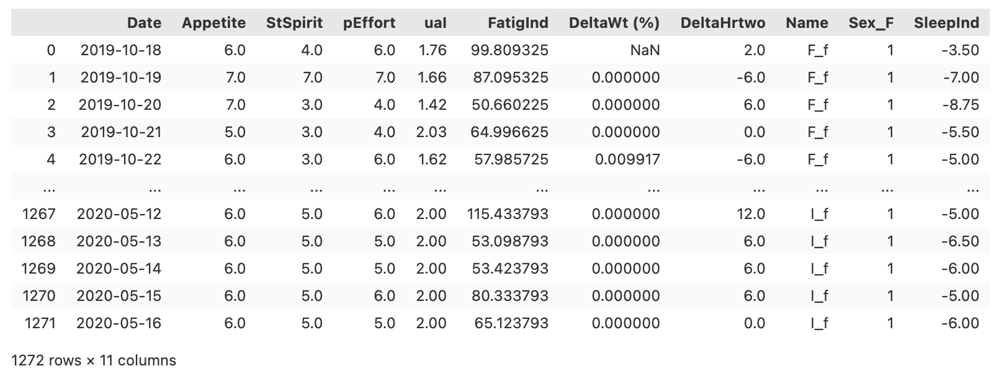 Date Appetite StSpirit pEffort ual FatigInd DeltaWt (%) DeltaHrtwo Name Sex_F SleepInd
0 2019-10-18 6.0 4.0 6.0 1.76 99.809325 NaN 2.0 F_f 1 -3.50
1 2019-10-19 7.0 7.0 7.0 1.66 87.095325 0.000000 -6.0 F_f 1 -7.00
2 2019-10-20 7.0 3.0 4.0 1.42 50.660225 0.000000 6.0 F_f 1 -8.75
3 2019-10-21 5.0 3.0 4.0 2.03 64.996625 0.000000 0.0 F_f 1 -5.50
4 2019-10-22 6.0 3.0 6.0 1.62 57.985725 0.009917 -6.0 F_f 1 -5.00
... ... ... ... ... ... ... ... ... ... ... ...
1267 2020-05-12 6.0 5.0 6.0 2.00 115.433793 0.000000 12.0 I_f 1 -5.00
1268 2020-05-13 6.0 5.0 5.0 2.00 53.098793 0.000000 6.0 I_f 1 -6.50
1269 2020-05-14 6.0 5.0 5.0 2.00 53.423793 0.000000 6.0 I_f 1 -6.00
1270 2020-05-15 6.0 5.0 6.0 2.00 80.333793 0.000000 6.0 I_f 1 -5.00
1271 2020-05-16 6.0 5.0 5.0 2.00 65.123793 0.000000 0.0 I_f 1 -6.00
1272 rows × 11 columns